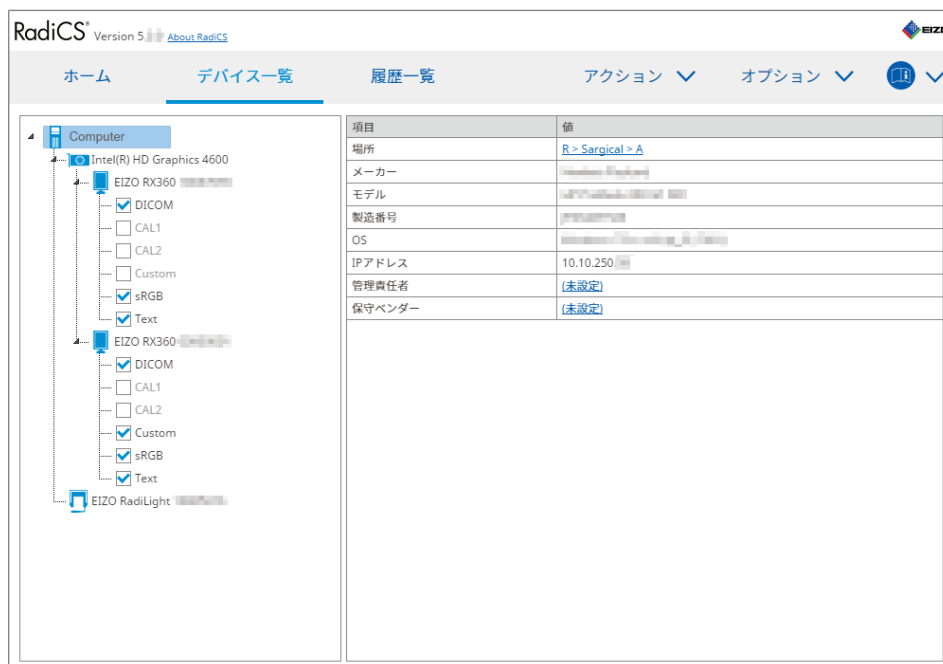 RadiCS® Version 5. About RadiCS
EIZ
ホーム デバイス一覧 履歴一覧 アクション オプション
Computer
Intel(R) HD Graphics 4600
EIZO RX360
DICOM
CAL1
CAL2
Custom
sRGB
Text
EIZO RX360
DICOM
CAL1
CAL2
Custom
sRGB
Text
EIZO RadiLight
項目 値
場所 R > Sargical > A
メーカー
モデル
製造番号
OS
IPアドレス 10.10.250.
管理責任者 (未設定)
保守ベンダー (未設定)